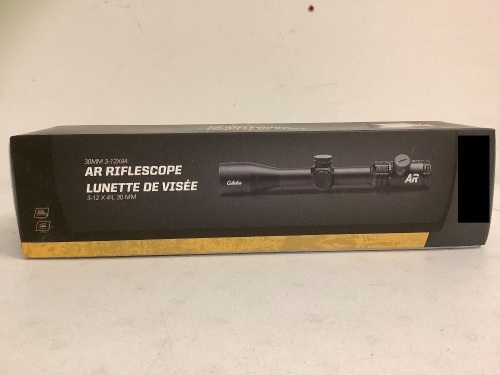 30MM 3-12X44
AR RIFLESCOPE
LUNETTE DE VISÉE
3-12 X 44, 30 MM
Cabela's
AR